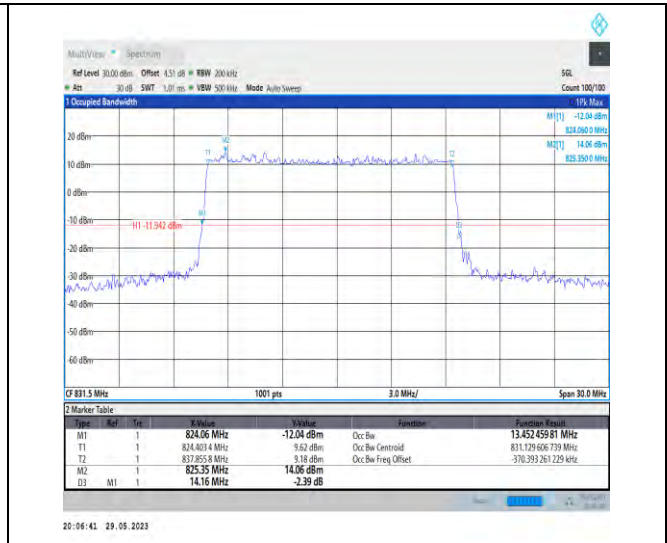 MultiView Spectrum
Ref Level 30.00 dBm Offset 4.51 dB RBW 200 kHz SGL
Att 30 dB SWT 1.01 ms VBW 500 kHz Mode Auto Sweep Count 100/100
1 Occupied Bandwidth 1Pk Max
M1[1] -12.04 dBm
824.060 0 MHz
M2[1] 14.06 dBm
825.350 0 MHz
20 dBm
M2
T1
T2
10 dBm
0 dBm
-10 dBm
M1
H1 -11.942 dBm
D3
-20 dBm
-30 dBm
-40 dBm
-50 dBm
-60 dBm
CF 831.5 MHz 1001 pts 3.0 MHz/ Span 30.0 MHz
2 Marker Table
Type Ref Trc X-Value Y-Value Function Function Result
M1 1 824.06 MHz -12.04 dBm Occ Bw 13.452 459 81 MHz
T1 1 824.403 4 MHz 9.62 dBm Occ Bw Centroid 831.129 606 739 MHz
T2 1 837.855 8 MHz 9.18 dBm Occ Bw Freq Offset -370.393 261 229 kHz
M2 1 825.35 MHz 14.06 dBm
D3 M1 1 14.16 MHz -2.39 dB
20:06:41 29.05.2023